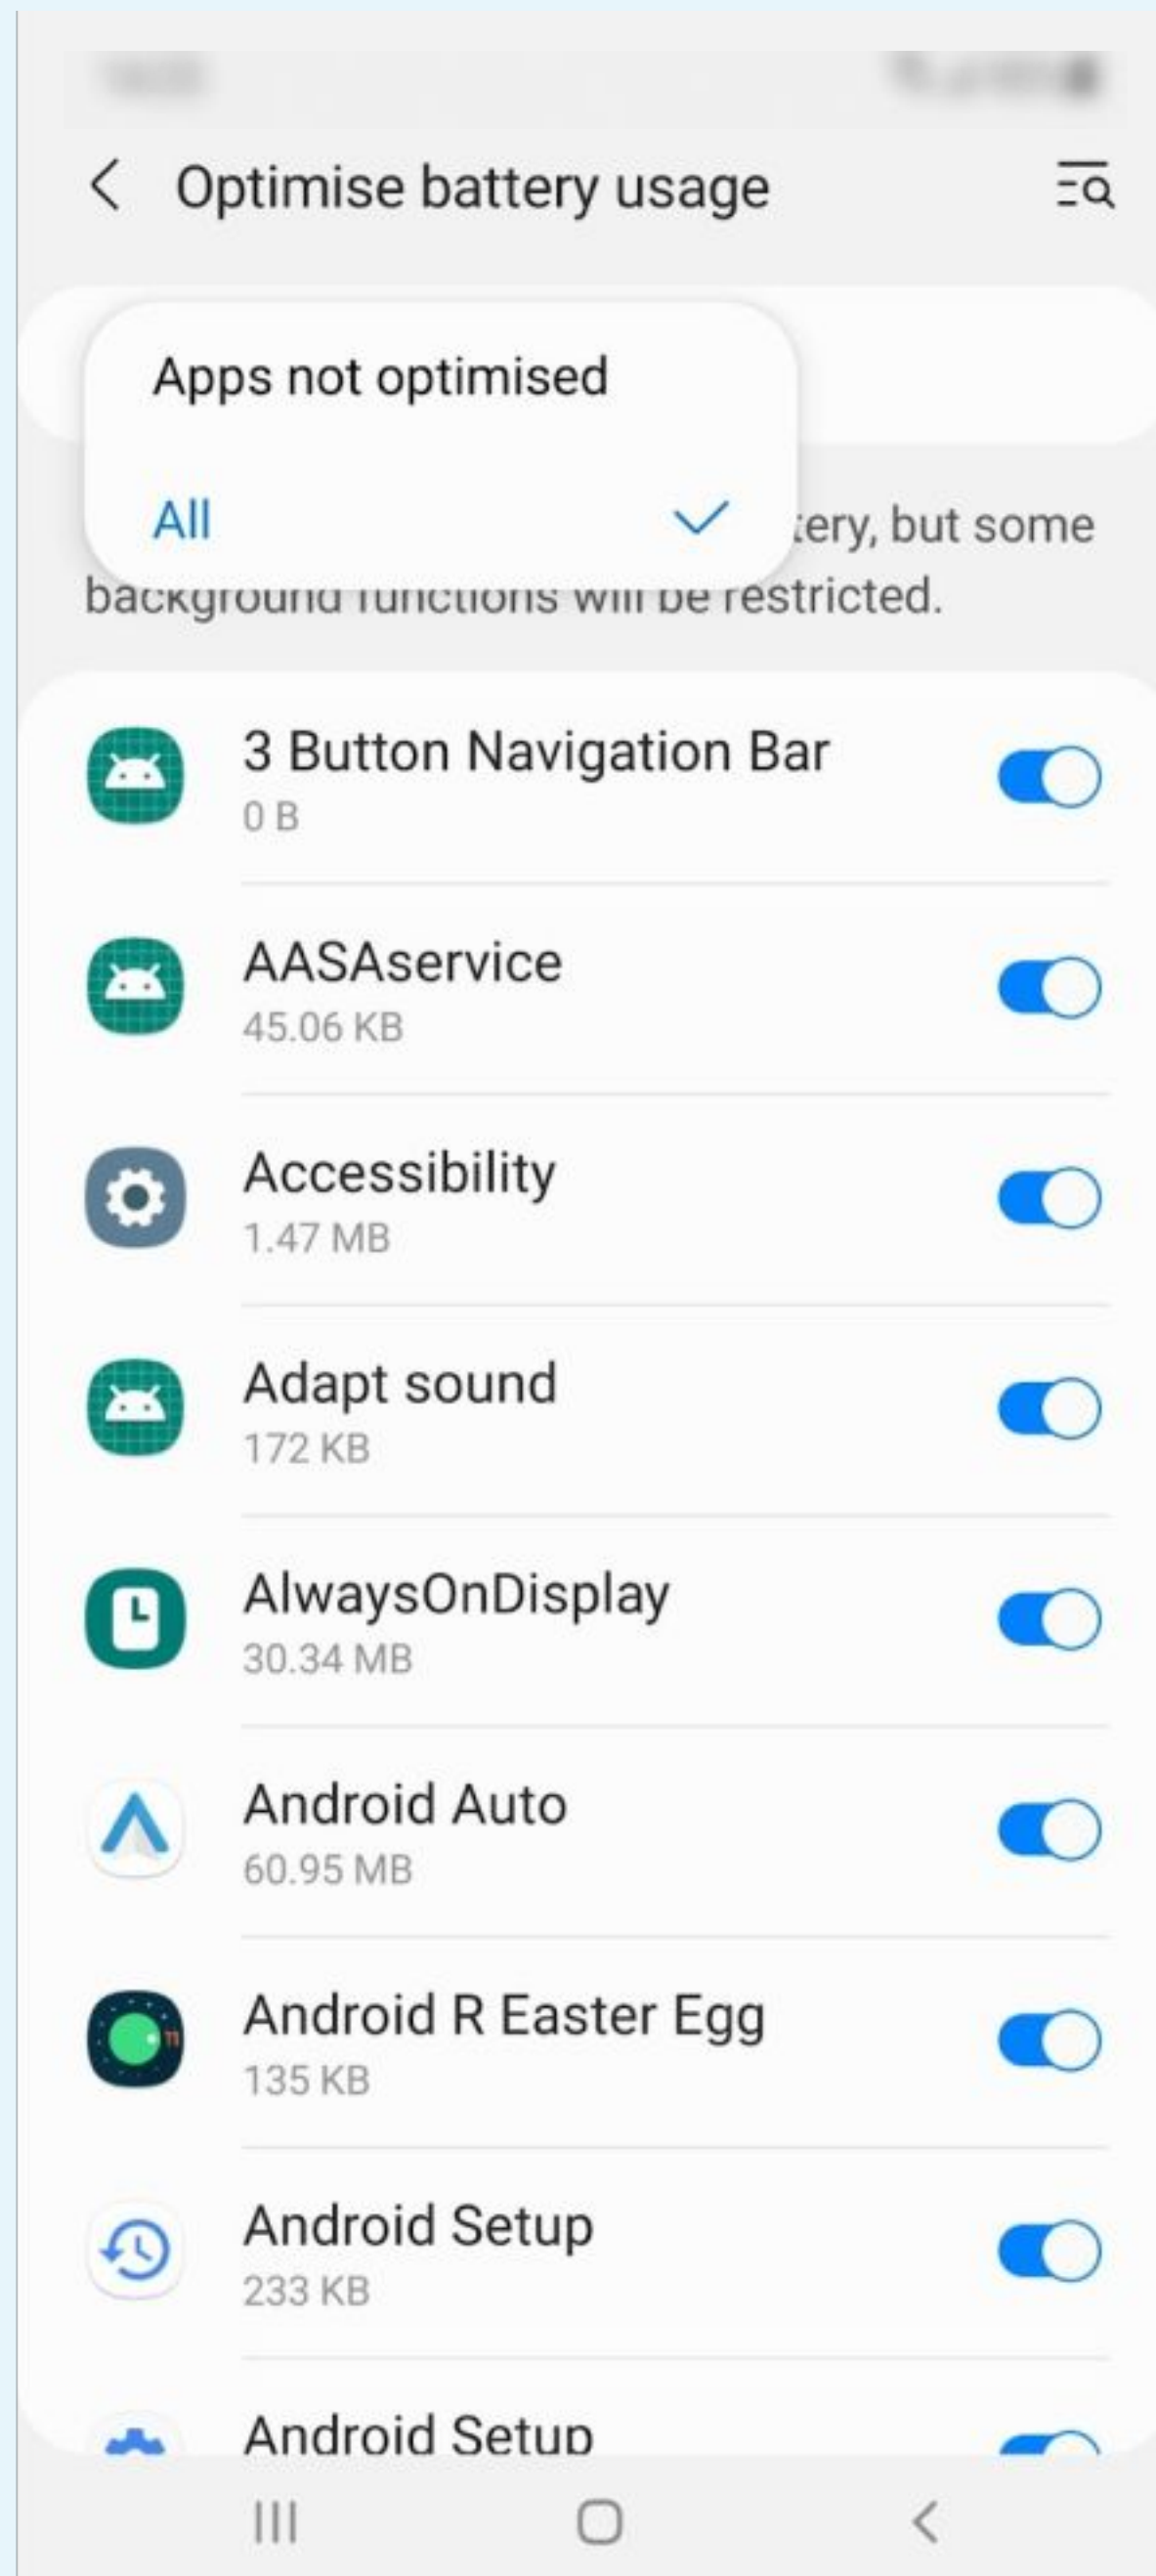 Optimise battery usage
Apps not optimised
All
tery, but some
background functions will be restricted.
3 Button Navigation Bar
0 B
AASAservice
45.06 KB
Accessibility
1.47 MB
Adapt sound
172 KB
AlwaysOnDisplay
30.34 MB
Android Auto
60.95 MB
Android R Easter Egg
135 KB
Android Setup
233 KB
Android Setup